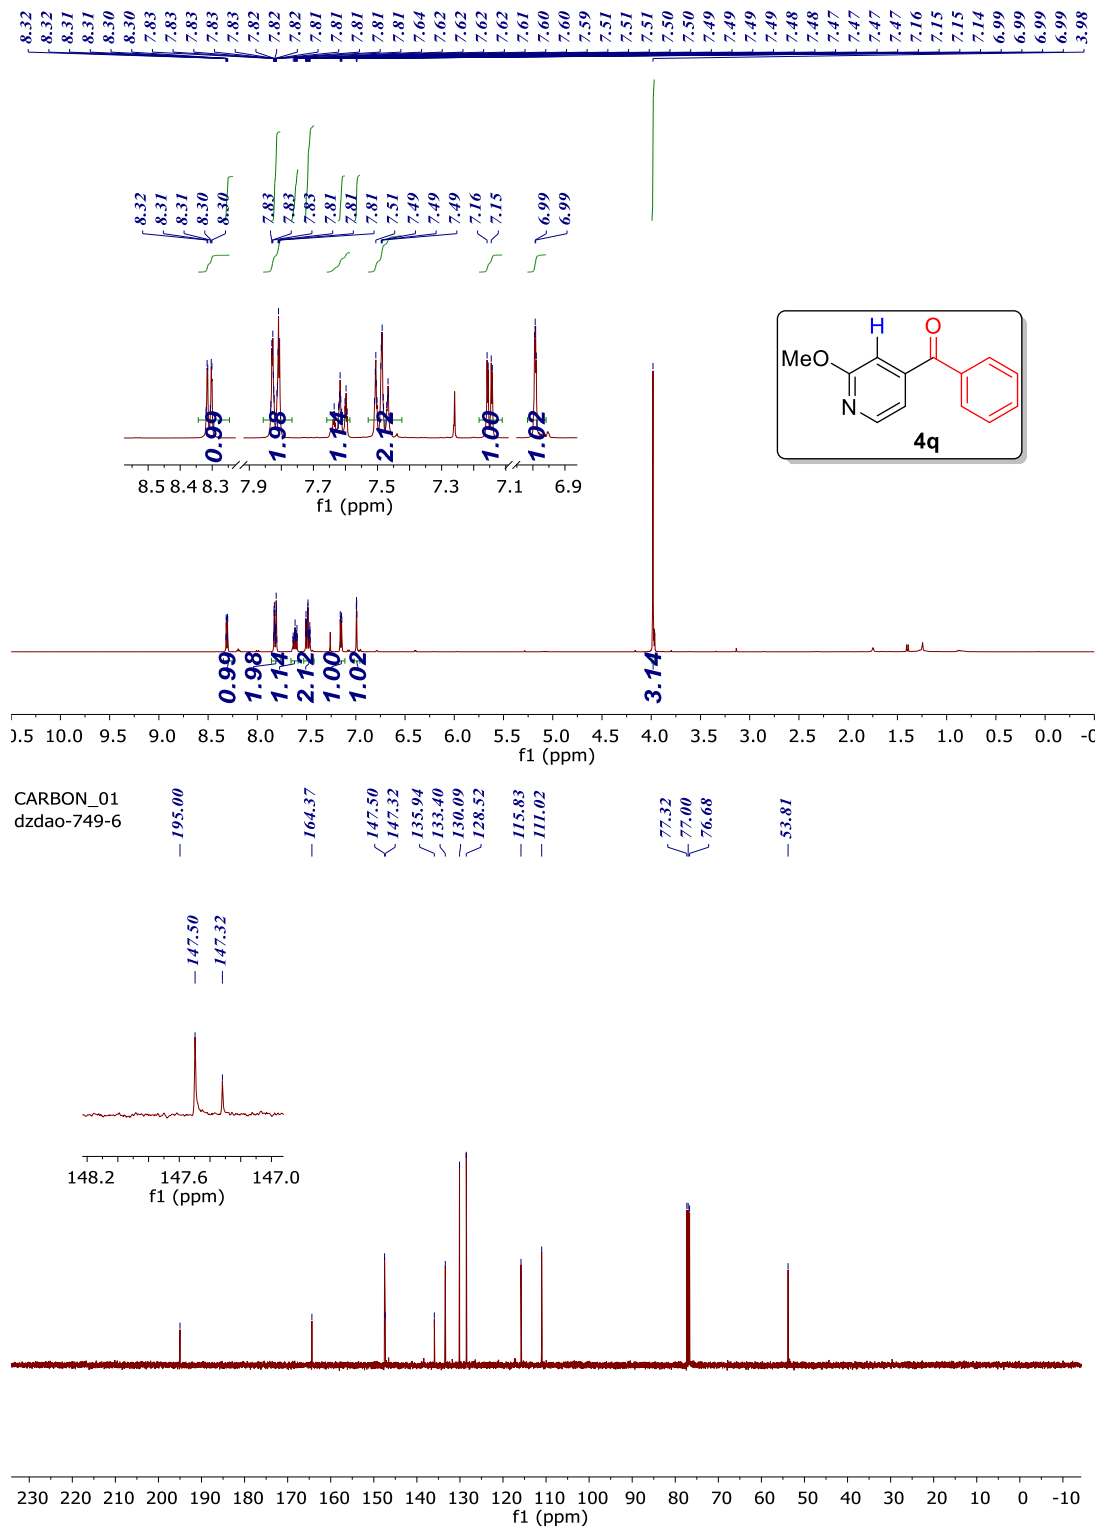 8.32 8.32 8.31 8.31 8.30 8.30 7.83 7.83 7.83 7.83 7.83 7.82 7.82 7.82 7.81 7.81 7.81 7.81 7.81 7.64 7.62 7.62 7.62 7.62 7.61 7.60 7.60 7.59 7.51 7.51 7.51 7.50 7.50 7.49 7.49 7.49 7.49 7.48 7.48 7.47 7.47 7.47 7.16 7.15 7.15 7.14 6.99 6.99 6.99 6.99 3.98
8.32 8.31 8.31 8.30 8.30 7.83 7.83 7.83 7.81 7.81 7.81 7.51 7.49 7.49 7.49 7.16 7.15 6.99 6.99
H
O
MeO
N
4q
0.99 1.98 1.14 2.12 1.00 1.02
8.5 8.4 8.3 7.9 7.7 7.5 7.3 7.1 6.9
f1 (ppm)
0.99 1.98 1.14 2.12 1.00 1.02 3.14
0.5 10.0 9.5 9.0 8.5 8.0 7.5 7.0 6.5 6.0 5.5 5.0 4.5 4.0 3.5 3.0 2.5 2.0 1.5 1.0 0.5 0.0 -0
f1 (ppm)
CARBON_01
dzdao-749-6
195.00 164.37 147.50 147.32 135.94 133.40 130.09 128.52 115.83 111.02 77.32 77.00 76.68 53.81
147.50 147.32
148.2 147.6 147.0
f1 (ppm)
230 220 210 200 190 180 170 160 150 140 130 120 110 100 90 80 70 60 50 40 30 20 10 0 -10
f1 (ppm)